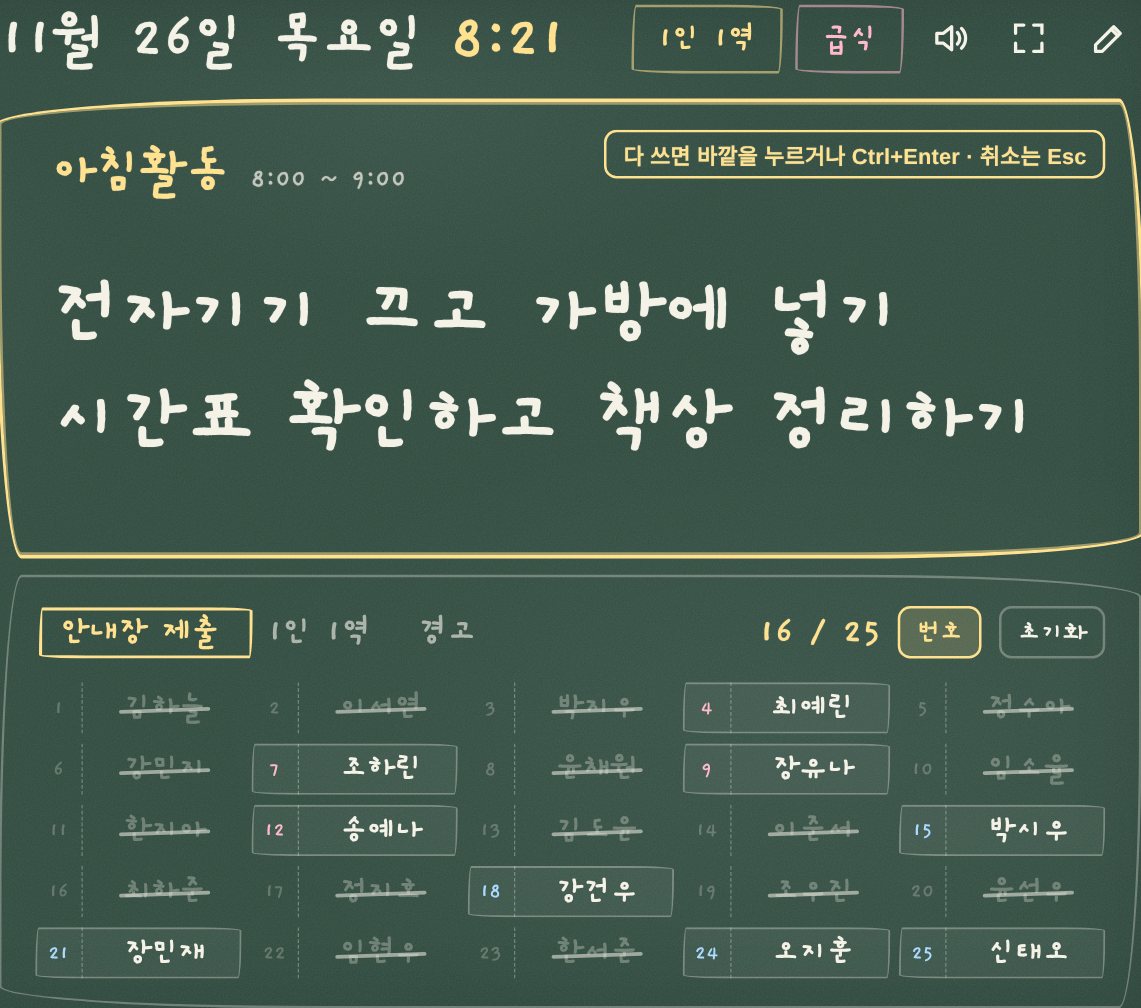 11월 26일 목요일 8:21 1인 1역 급식
아침활동 8:00 ~ 9:00 다 쓰면 바깥을 누르거나 Ctrl+Enter · 취소는 Esc
전자기기 끄고 가방에 넣기
시간표 확인하고 책상 정리하기
안내장 제출 1인 1역 경고 16 / 25 번호 초기화
1 김하늘 2 이서연 3 박지우 4 최예린 5 정수아
6 강민지 7 조하린 8 윤채원 9 장유나 10 임소율
11 한지아 12 송예나 13 김도윤 14 이준서 15 박시우
16 최하준 17 정지호 18 강건우 19 조우진 20 윤선우
21 장민재 22 임현우 23 한서준 24 오지훈 25 신태오